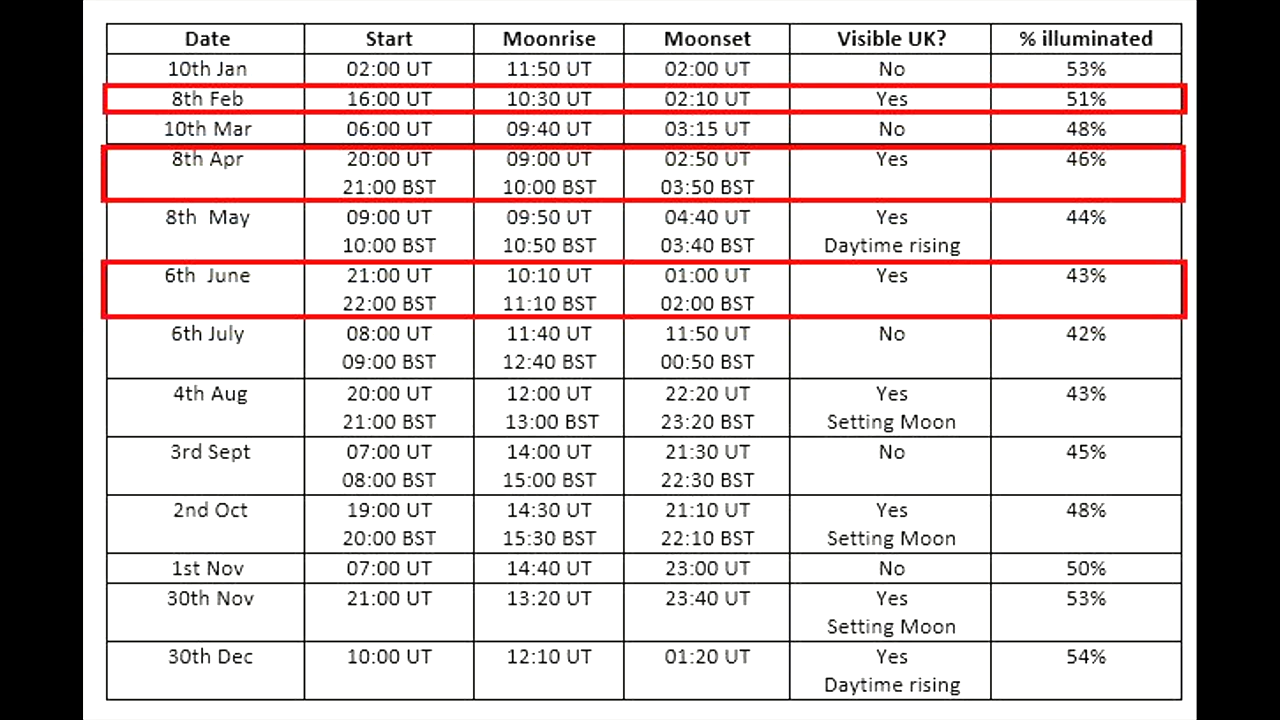 Date Start Moonrise Moonset Visible UK? % illuminated
10th Jan 02:00 UT 11:50 UT 02:00 UT No 53%
8th Feb 16:00 UT 10:30 UT 02:10 UT Yes 51%
10th Mar 06:00 UT 09:40 UT 03:15 UT No 48%
8th Apr 20:00 UT 09:00 UT 02:50 UT Yes 46%
21:00 BST 10:00 BST 03:50 BST
8th May 09:00 UT 09:50 UT 04:40 UT Yes 44%
10:00 BST 10:50 BST 03:40 BST Daytime rising
6th June 21:00 UT 10:10 UT 01:00 UT Yes 43%
22:00 BST 11:10 BST 02:00 BST
6th July 08:00 UT 11:40 UT 11:50 UT No 42%
09:00 BST 12:40 BST 00:50 BST
4th Aug 20:00 UT 12:00 UT 22:20 UT Yes 43%
21:00 BST 13:00 BST 23:20 BST Setting Moon
3rd Sept 07:00 UT 14:00 UT 21:30 UT No 45%
08:00 BST 15:00 BST 22:30 BST
2nd Oct 19:00 UT 14:30 UT 21:10 UT Yes 48%
20:00 BST 15:30 BST 22:10 BST Setting Moon
1st Nov 07:00 UT 14:40 UT 23:00 UT No 50%
30th Nov 21:00 UT 13:20 UT 23:40 UT Yes 53%
Setting Moon
30th Dec 10:00 UT 12:10 UT 01:20 UT Yes 54%
Daytime rising